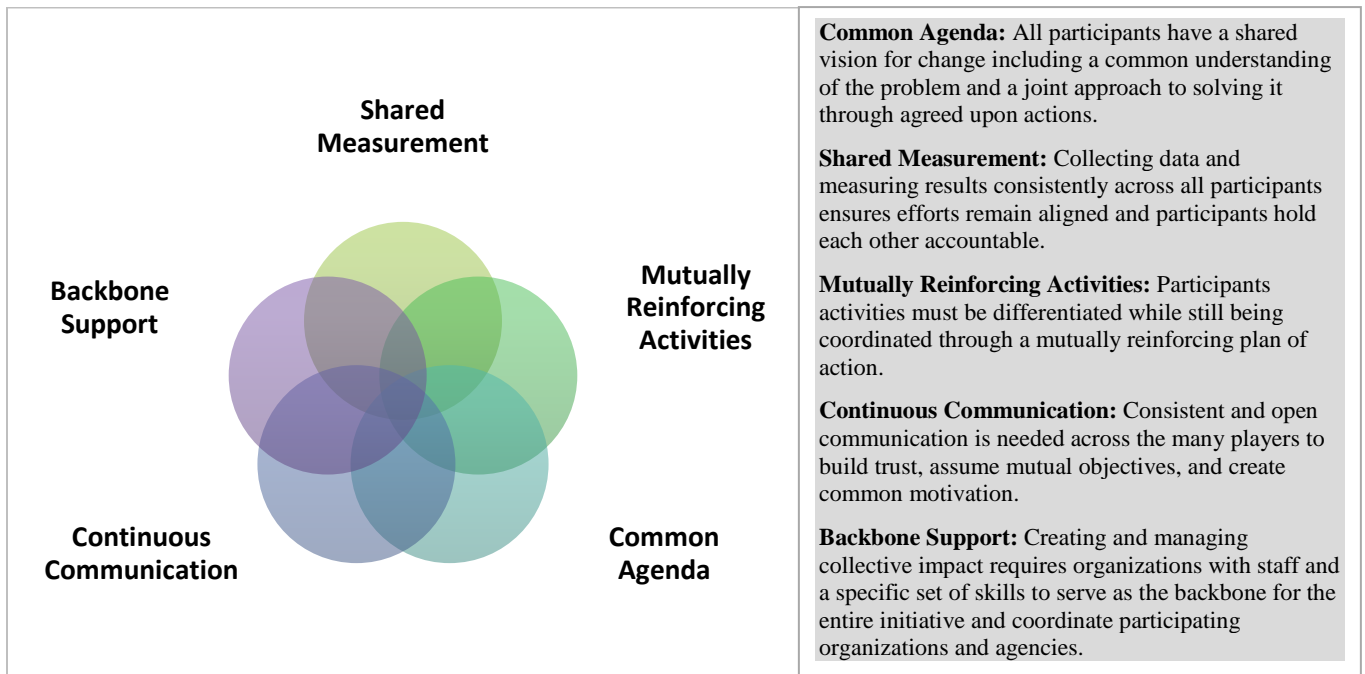 Shared
Measurement
Backbone
Support
Mutually
Reinforcing
Activities
Continuous
Communication
Common
Agenda
Common Agenda: All participants have a shared
vision for change including a common understanding
of the problem and a joint approach to solving it
through agreed upon actions.
Shared Measurement: Collecting data and
measuring results consistently across all participants
ensures efforts remain aligned and participants hold
each other accountable.
Mutually Reinforcing Activities: Participants
activities must be differentiated while still being
coordinated through a mutually reinforcing plan of
action.
Continuous Communication: Consistent and open
communication is needed across the many players to
build trust, assume mutual objectives, and create
common motivation.
Backbone Support: Creating and managing
collective impact requires organizations with staff and
a specific set of skills to serve as the backbone for the
entire initiative and coordinate participating
organizations and agencies.